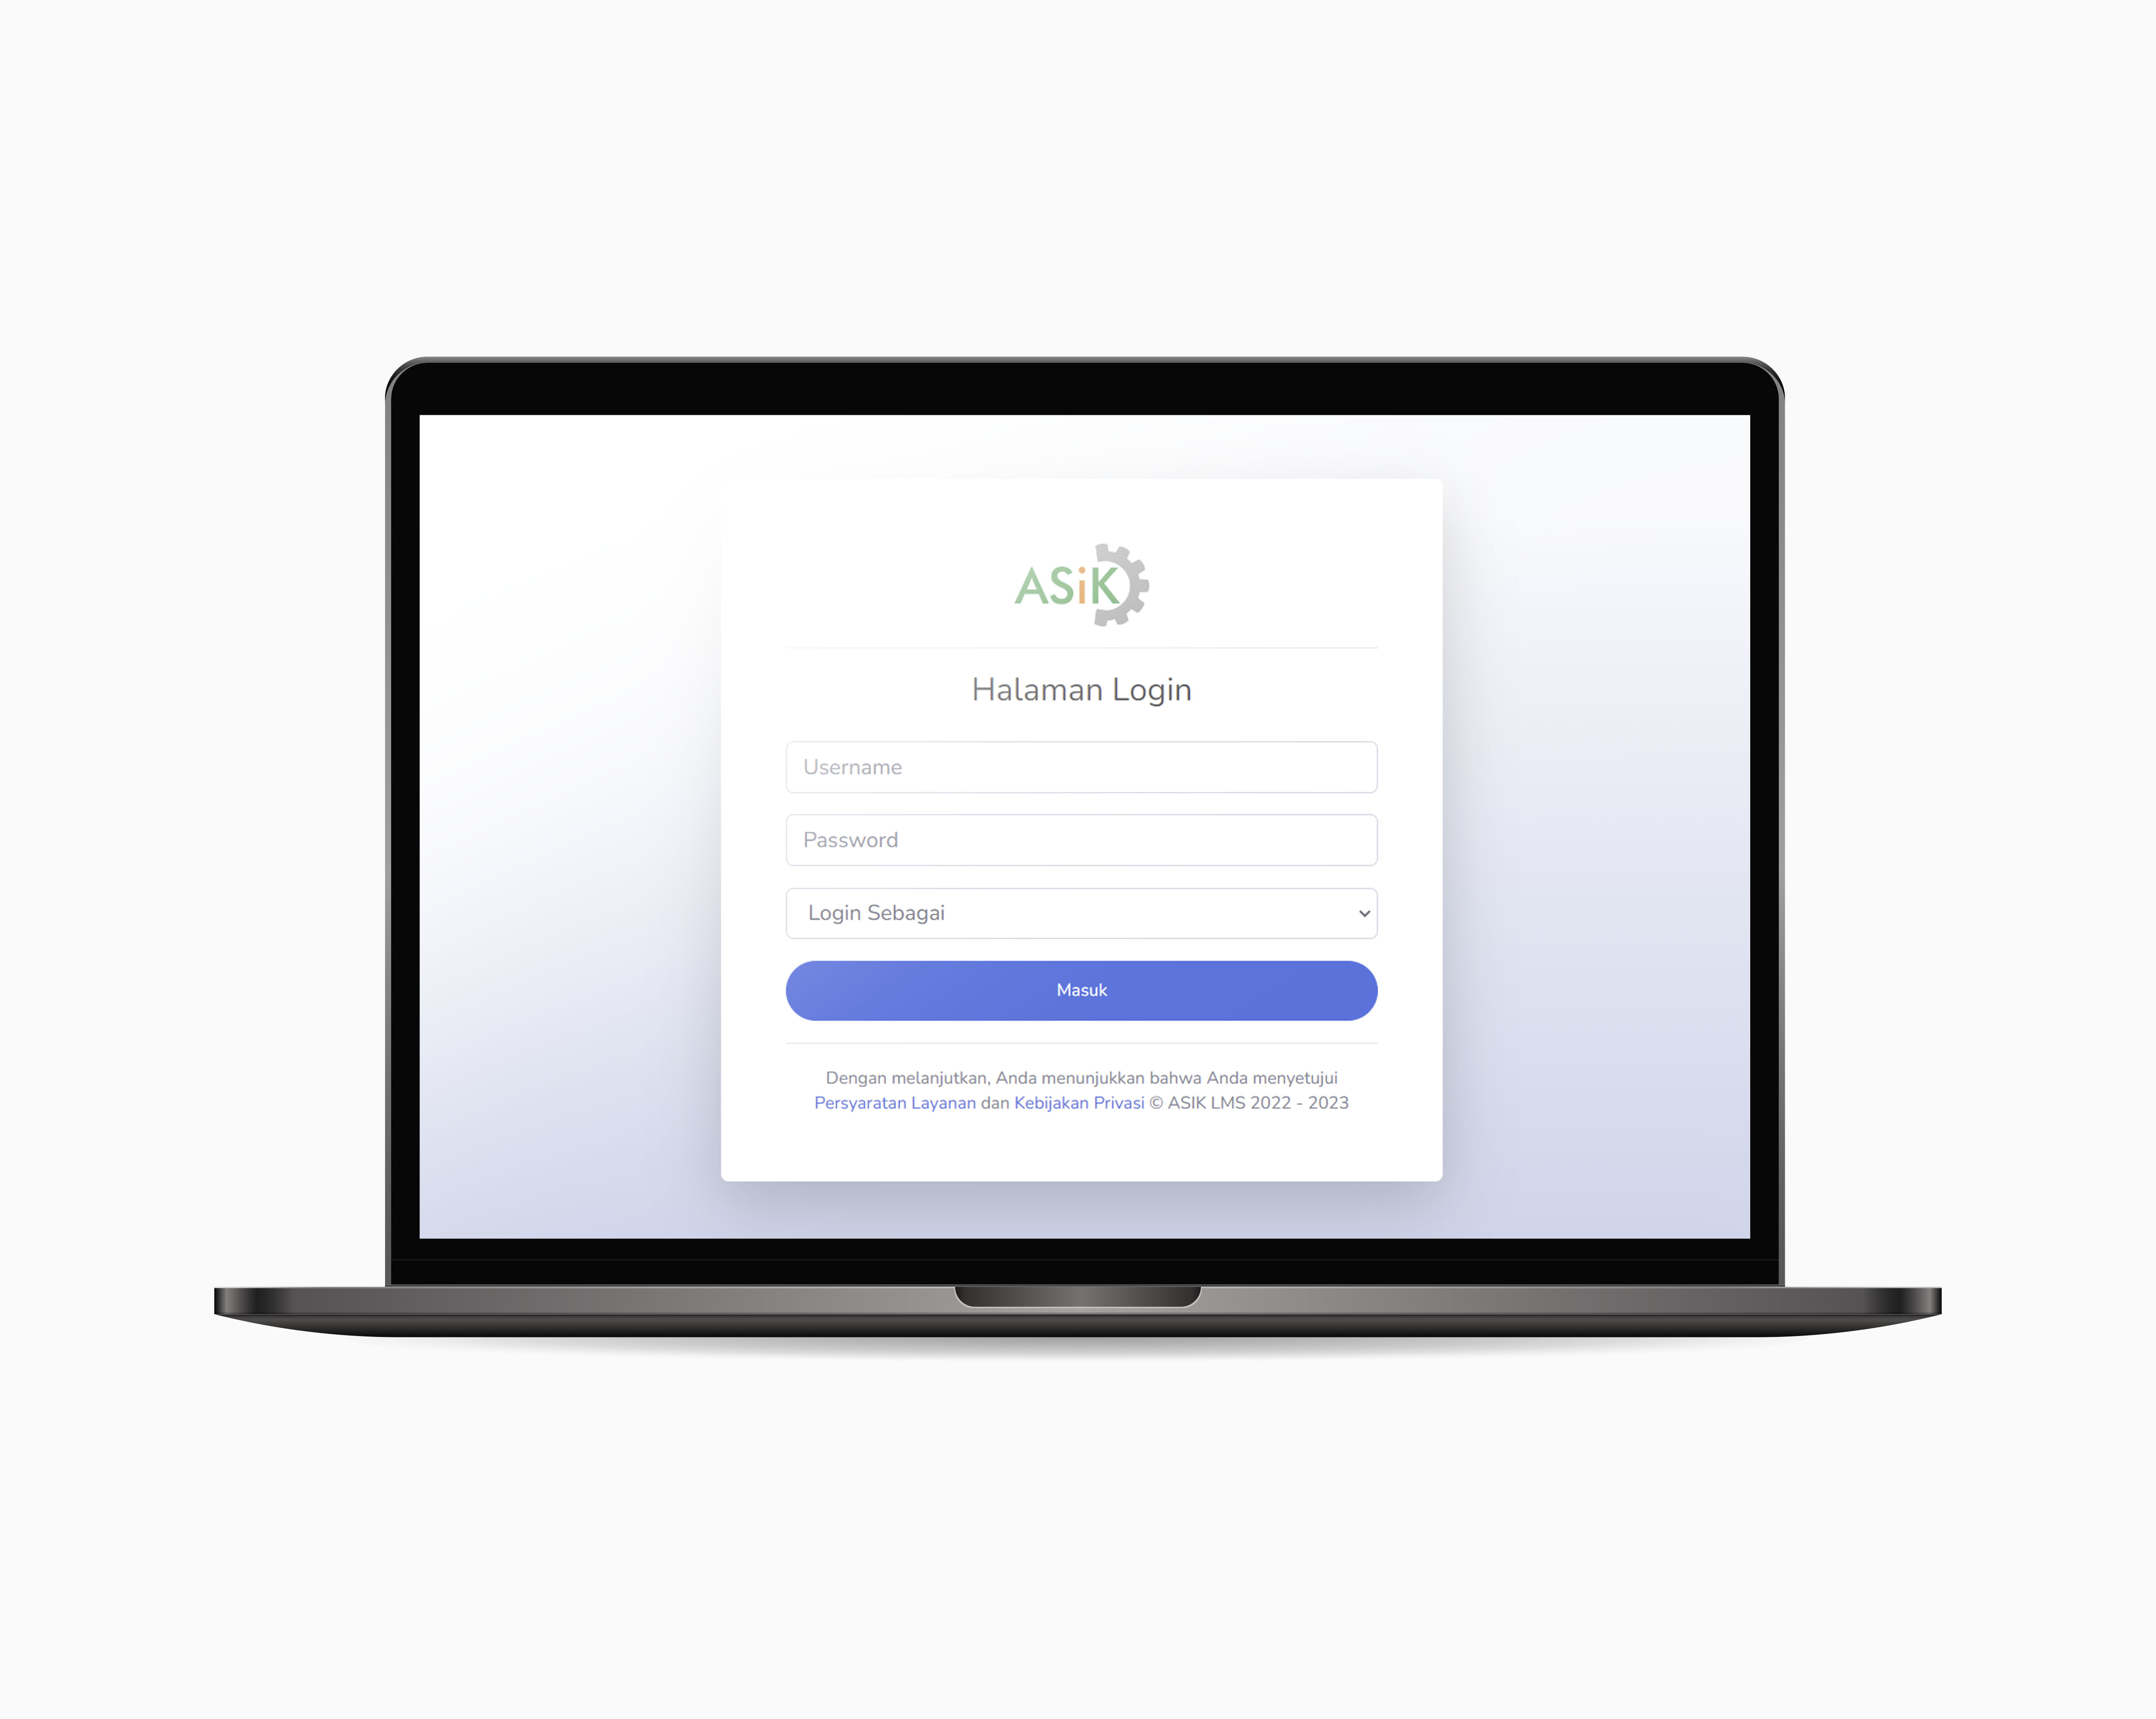 ASiK
Halaman Login
Username
Password
Login Sebagai
Masuk
Dengan melanjutkan, Anda menunjukkan bahwa Anda menyetujui
Persyaratan Layanan dan Kebijakan Privasi © ASIK LMS 2022 - 2023